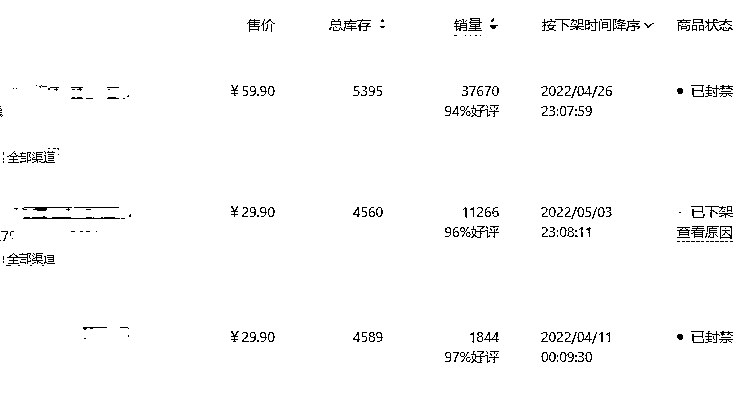 售价 总库存 销量 按下架时间降序 商品状态
¥59.90 5395 37670 2022/04/26 已封禁
94%好评 23:07:59
全部渠道
¥29.90 4560 11266 2022/05/03 已下架
96%好评 23:08:11 查看原因
全部渠道
¥29.90 4589 1844 2022/04/11 已封禁
97%好评 00:09:30